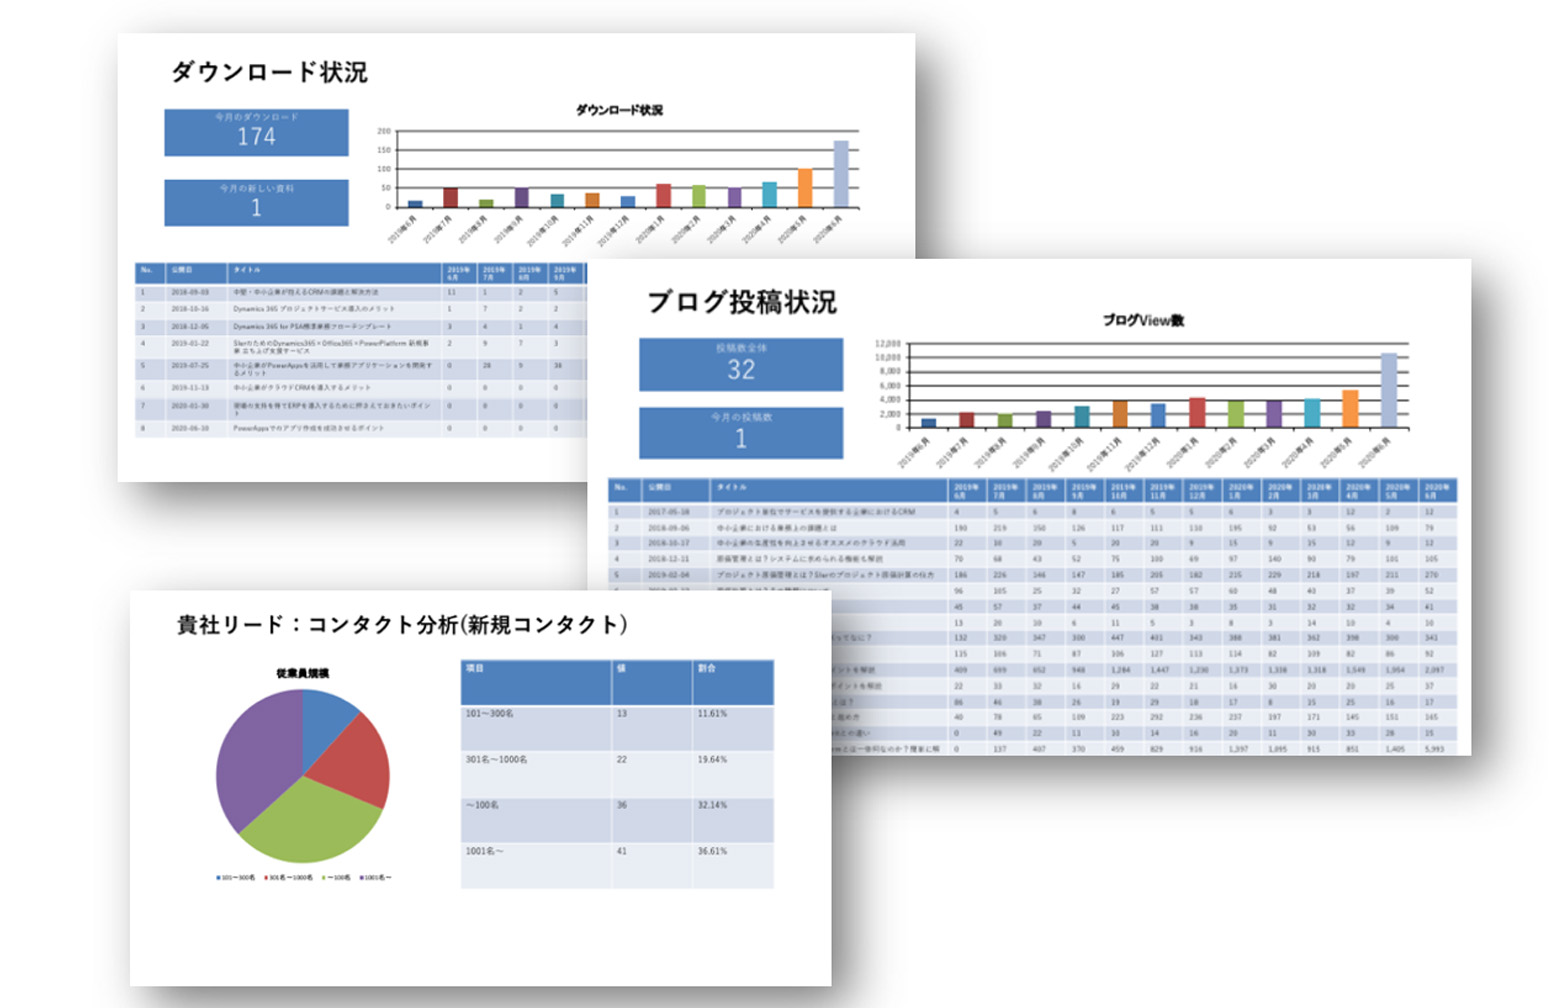 ダウンロード状況
今月のダウンロード
174
今月の新しい資料
1
ダウンロード状況
200
150
100
50
0
2019年6月 2019年7月 2019年8月 2019年9月 2019年10月 2019年11月 2019年12月 2020年1月 2020年2月 2020年3月 2020年4月 2020年5月 2020年6月
No. 公開日 タイトル 2019年6月 2019年7月 2019年8月 2019年9月
1 2018-09-03 中堅・中小企業が抱えるCRMの課題と解決方法 11 1 2 5
2 2018-10-16 Dynamics 365 プロジェクトサービス導入のメリット 1 7 2 2
3 2018-12-05 Dynamics 365 for PSA標準業務フローテンプレート 3 4 1 4
4 2019-01-22 SIerのためのDynamics365×Office365×PowerPlatform 新規事業 立ち上げ支援サービス 2 9 7 3
5 2019-07-25 中小企業がPowerAppsを活用して業務アプリケーションを開発するメリット 0 28 9 38
6 2019-11-13 中小企業がクラウドCRMを導入するメリット 0 0 0 0
7 2020-01-30 現場の支持を得てERPを導入するために押さえておきたいポイント 0 0 0 0
8 2020-06-10 PowerAppsでのアプリ作成を成功させるポイント 0 0 0 0
ブログ投稿状況
投稿数全体
32
今月の投稿数
1
ブログView数
12,000
10,000
8,000
6,000
4,000
2,000
0
2019年6月 2019年7月 2019年8月 2019年9月 2019年10月 2019年11月 2019年12月 2020年1月 2020年2月 2020年3月 2020年4月 2020年5月 2020年6月
No. 公開日 タイトル 2019年6月 2019年7月 2019年8月 2019年9月 2019年10月 2019年11月 2019年12月 2020年1月 2020年2月 2020年3月 2020年4月 2020年5月 2020年6月
1 2017-05-18 プロジェクト単位でサービスを提供する企業におけるCRM 4 5 6 8 6 5 5 6 3 3 12 2 12
2 2018-09-06 中小企業における業務上の課題とは 190 219 150 126 117 111 110 195 92 53 56 109 79
3 2018-10-17 中小企業の生産性を向上させるオススメのクラウド活用 22 10 20 5 20 20 9 15 9 15 12 9 12
4 2018-12-11 原価管理とは？システムに求められる機能も解説 70 68 43 52 75 100 69 97 140 90 79 101 105
5 2019-02-04 プロジェクト原価管理とは？SIerのプロジェクト原価計算の仕方 186 226 146 147 185 205 182 215 229 218 197 211 270
96 105 25 32 27 57 57 60 48 40 37 39 52
45 57 37 44 45 38 38 35 31 32 32 34 41
13 20 10 6 11 5 3 8 3 14 10 4 10
ってなに？ 132 320 347 300 447 401 343 388 381 362 398 300 341
115 106 71 87 106 127 113 114 82 109 82 86 92
イントを解説 409 699 652 948 1,284 1,447 1,230 1,373 1,338 1,318 1,549 1,954 2,097
ポイントを解説 22 33 32 16 29 22 21 16 30 20 20 25 37
とは？ 86 46 38 26 19 29 18 17 8 15 25 16 17
進め方 40 78 65 109 223 292 236 237 197 171 145 151 165
との違い 0 49 22 11 10 14 16 20 11 30 33 28 15
とは一体何なのか？簡単に解 0 137 407 370 459 829 916 1,397 1,095 915 851 1,405 5,993
貴社リード：コンタクト分析(新規コンタクト)
従業員規模
101～300名 301名～1000名 ～100名 1001名～
項目 値 割合
101～300名 13 11.61%
301名～1000名 22 19.64%
～100名 36 32.14%
1001名～ 41 36.61%